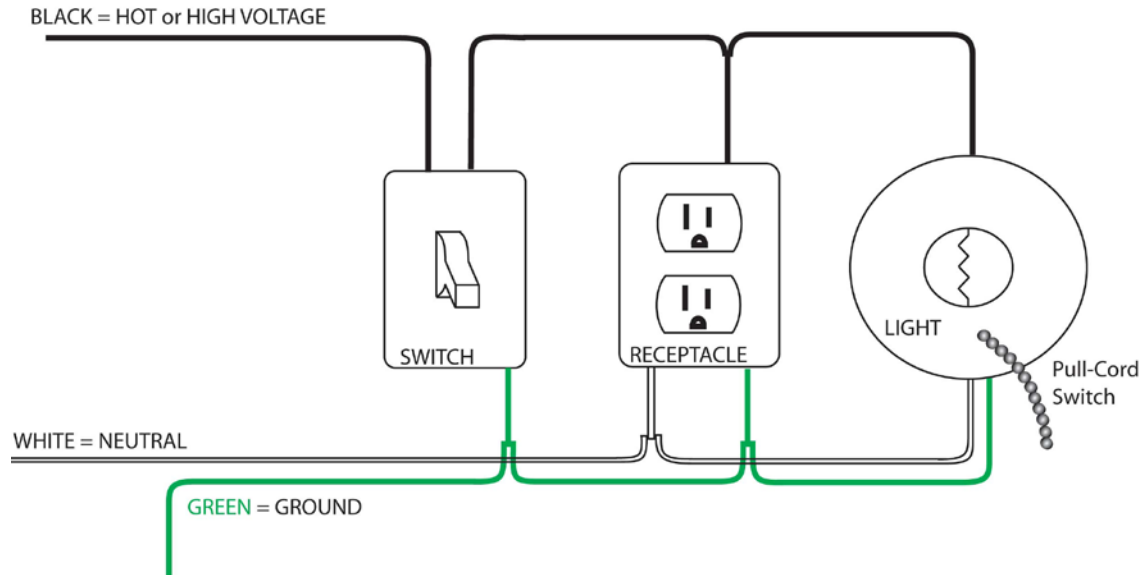 BLACK = HOT or HIGH VOLTAGE
SWITCH
RECEPTACLE
LIGHT
Pull-Cord
Switch
WHITE = NEUTRAL
GREEN = GROUND